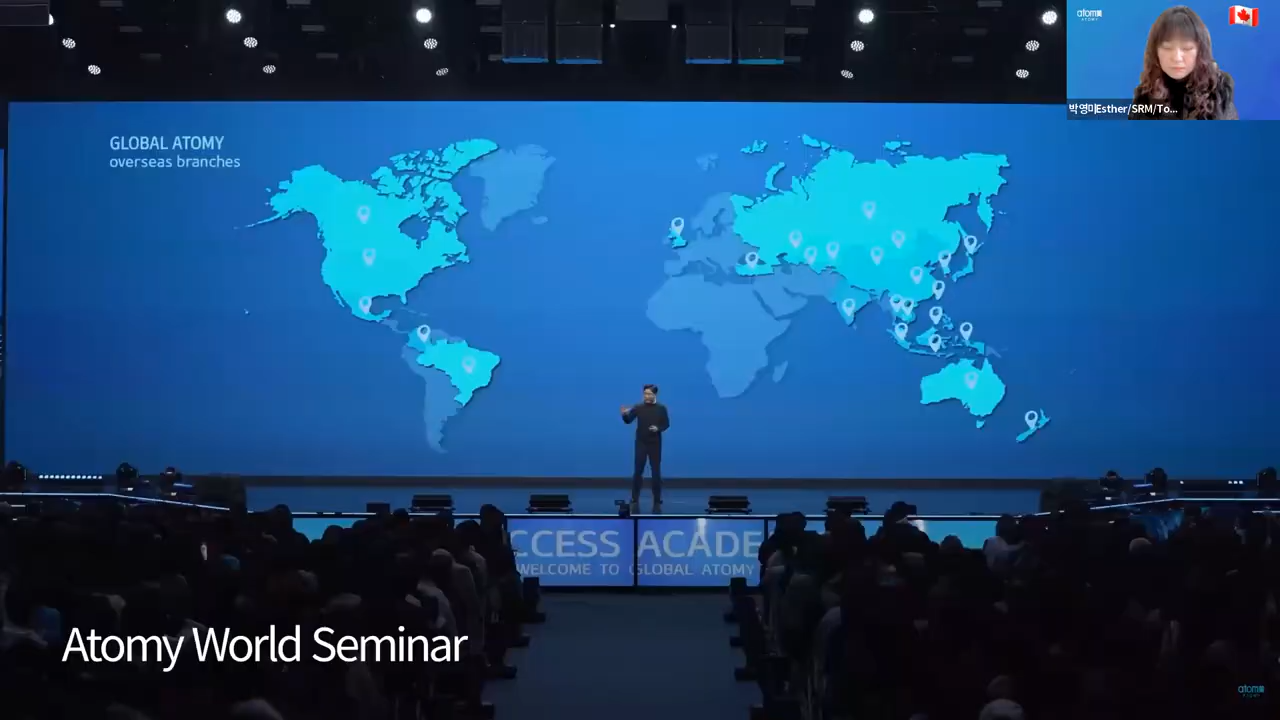 GLOBAL ATOMY
overseas branches
atomy
박영미Esther/SRM/To...
CCESS ACADE
WELCOME TO GLOBAL ATOMY
Atomy World Seminar
atomy